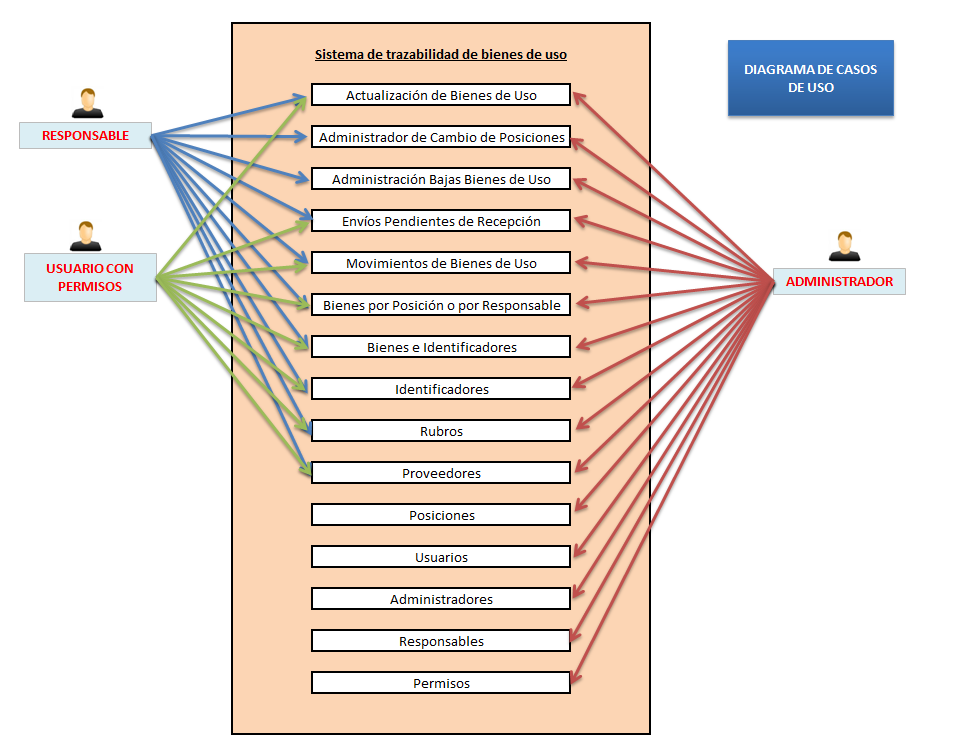 Sistema de trazabilidad de bienes de uso
DIAGRAMA DE CASOS
DE USO
RESPONSABLE
USUARIO CON
PERMISOS
ADMINISTRADOR
Actualización de Bienes de Uso
Administrador de Cambio de Posiciones
Administración Bajas Bienes de Uso
Envíos Pendientes de Recepción
Movimientos de Bienes de Uso
Bienes por Posición o por Responsable
Bienes e Identificadores
Identificadores
Rubros
Proveedores
Posiciones
Usuarios
Administradores
Responsables
Permisos